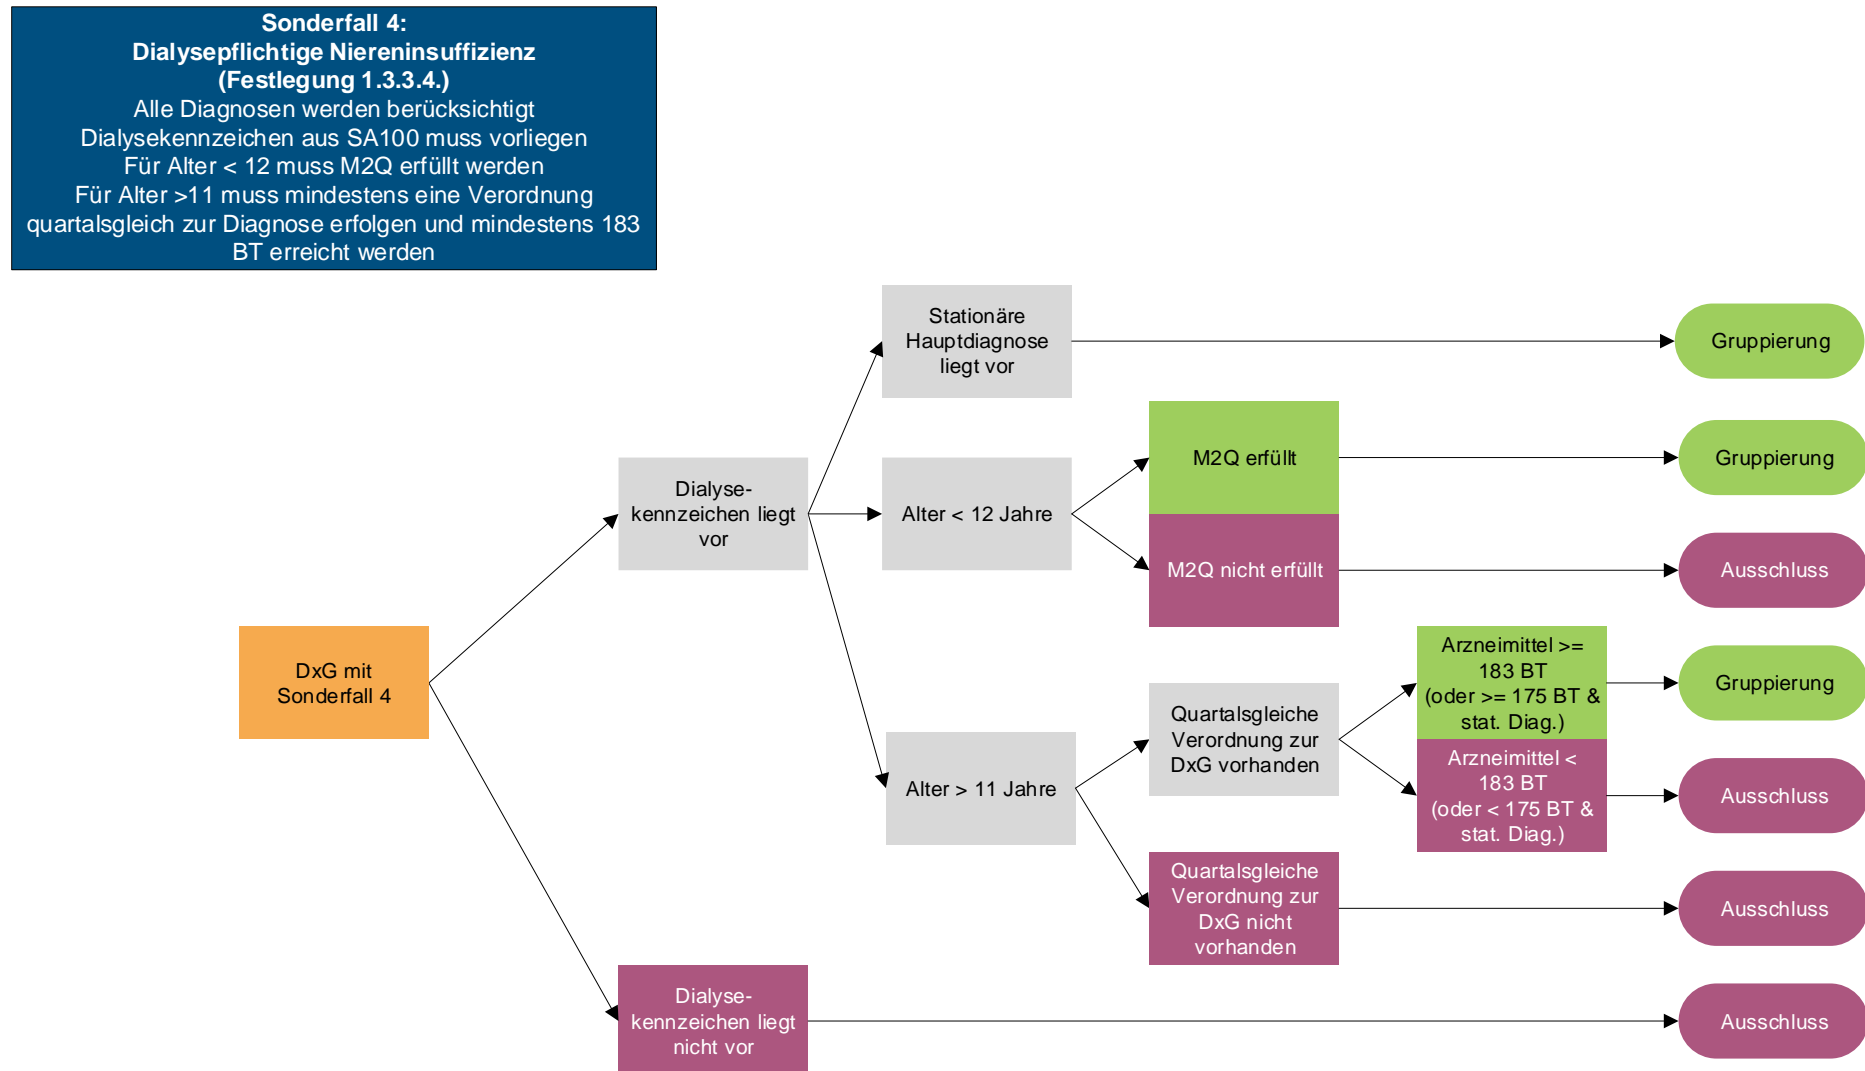 Sonderfall 4:
Dialysepflichtige Niereninsuffizienz
(Festlegung 1.3.3.4.)
Alle Diagnosen werden berücksichtigt
Dialysekennzeichen aus SA100 muss vorliegen
Für Alter < 12 muss M2Q erfüllt werden
Für Alter >11 muss mindestens eine Verordnung
quartalsgleich zur Diagnose erfolgen und mindestens 183
BT erreicht werden
Stationäre
Hauptdiagnose
liegt vor
Gruppierung
M2Q erfüllt
Gruppierung
Dialyse-
kennzeichen liegt
vor
Alter < 12 Jahre
M2Q nicht erfüllt
Ausschluss
DxG mit
Sonderfall 4
Arzneimittel >=
183 BT
(oder >= 175 BT &
stat. Diag.)
Gruppierung
Quartalsgleiche
Verordnung zur
DxG vorhanden
Alter > 11 Jahre
Arzneimittel <
183 BT
(oder < 175 BT &
stat. Diag.)
Ausschluss
Quartalsgleiche
Verordnung zur
DxG nicht
vorhanden
Ausschluss
Dialyse-
kennzeichen liegt
nicht vor
Ausschluss